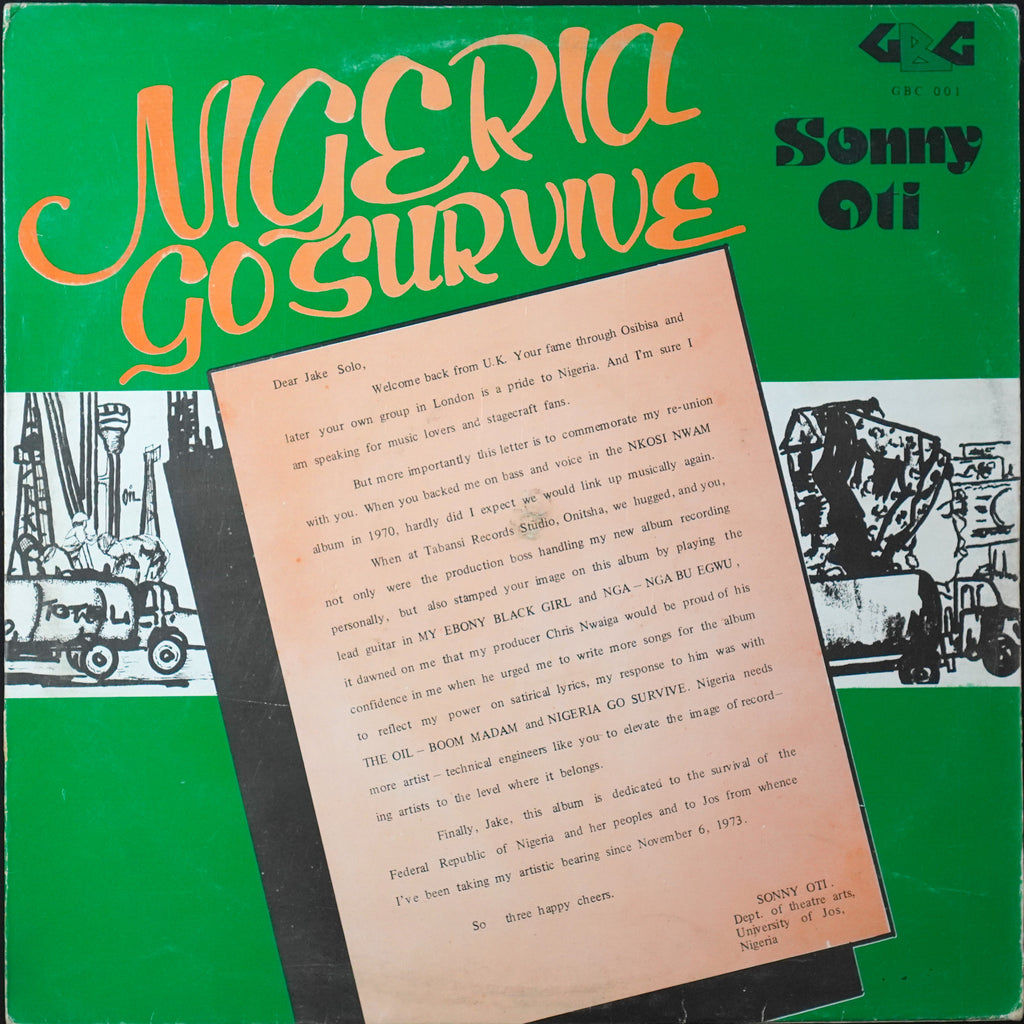 NIGERIA
GO SURVIVE
GBC
GBC 001
Sonny
Oti
Dear Jake Solo,
Welcome back from U.K. Your fame through Osibisa and
later your own group in London is a pride to Nigeria. And I'm sure I
am speaking for music lovers and stagecraft fans.
But more importantly this letter is to commemorate my re-union
with you. When you backed me on bass and voice in the NKOSI NWAM
album in 1970, hardly did I expect we would link up musically again.
When at Tabansi Records Studio, Onitsha, we hugged, and you,
not only were the production boss handling my new album recording
personally, but also stamped your image on this album by playing the
lead guitar in MY EBONY BLACK GIRL and NGA – NGA BU EGWU ,
it dawned on me that my producer Chris Nwaiga would be proud of his
confidence in me when he urged me to write more songs for the album
to reflect my power on satirical lyrics, my response to him was with
THE OIL – BOOM MADAM and NIGERIA GO SURVIVE. Nigeria needs
more artist – technical engineers like you to elevate the image of record–
ing artists to the level where it belongs.
Finally, Jake, this album is dedicated to the survival of the
Federal Republic of Nigeria and her peoples and to Jos from whence
I've been taking my artistic bearing since November 6, 1973.
So three happy cheers.
SONNY OTI .
Dept. of theatre arts,
University of Jos,
Nigeria
OIL